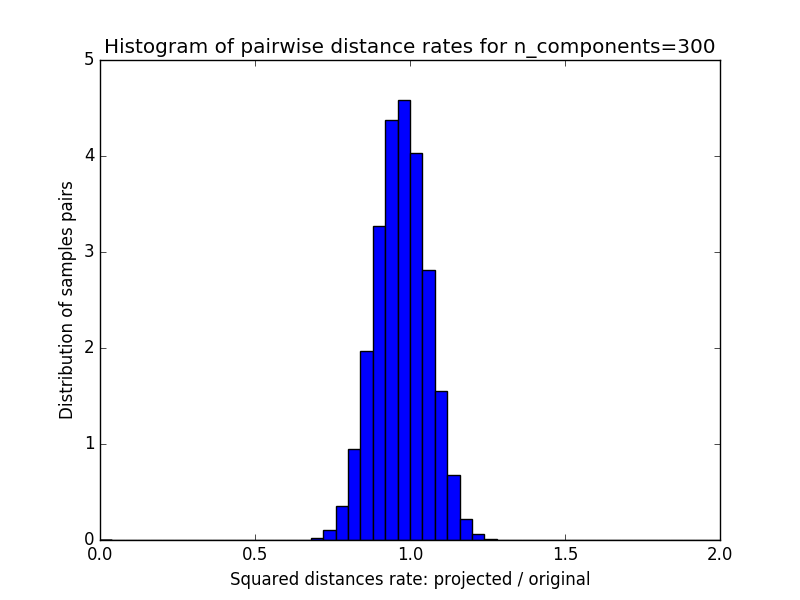 Histogram of pairwise distance rates for n_components=300
5
4
3
2
1
0
Distribution of samples pairs
0.0 0.5 1.0 1.5 2.0
Squared distances rate: projected / original